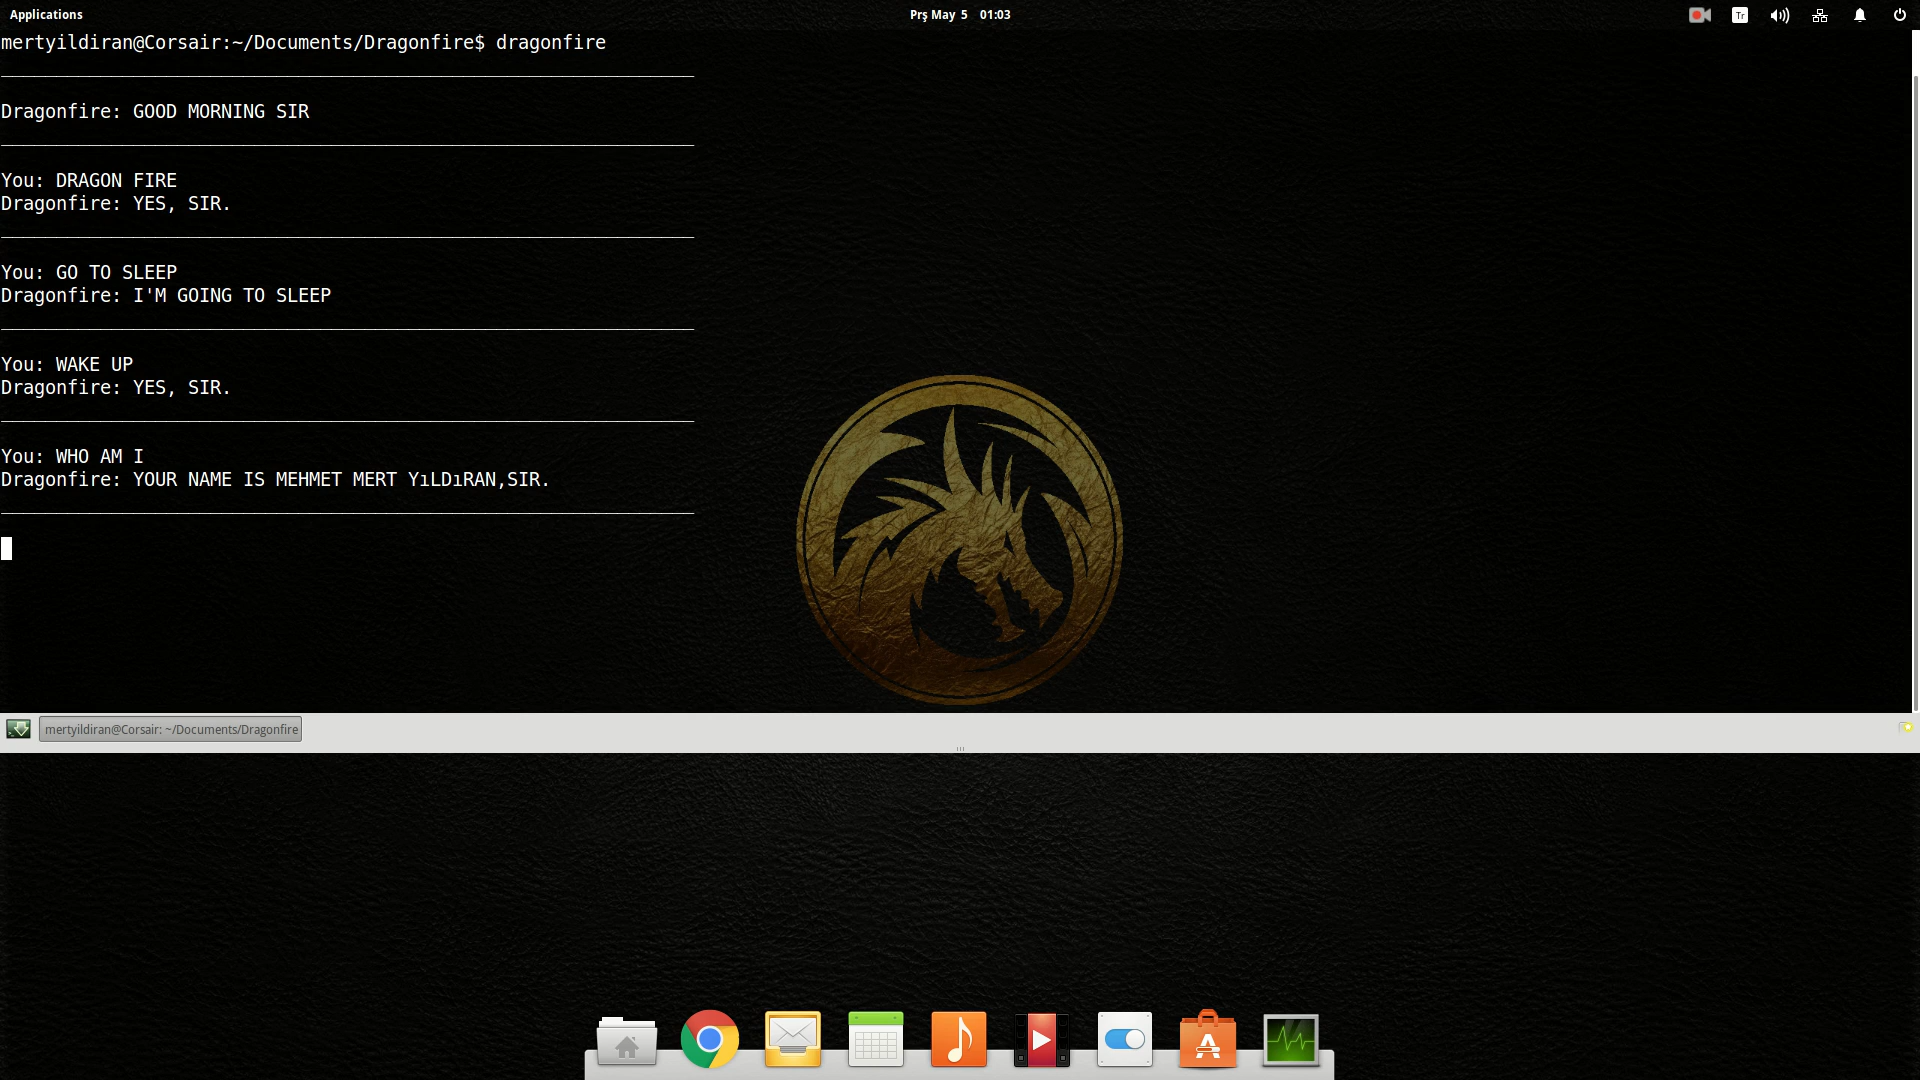 Applications
Prş May 5 01:03
Tr
mertyildiran@Corsair:~/Documents/Dragonfire$ dragonfire
Dragonfire: GOOD MORNING SIR
You: DRAGON FIRE
Dragonfire: YES, SIR.
You: GO TO SLEEP
Dragonfire: I'M GOING TO SLEEP
You: WAKE UP
Dragonfire: YES, SIR.
You: WHO AM I
Dragonfire: YOUR NAME IS MEHMET MERT YıLDıRAN,SIR.
mertyildiran@Corsair: ~/Documents/Dragonfire